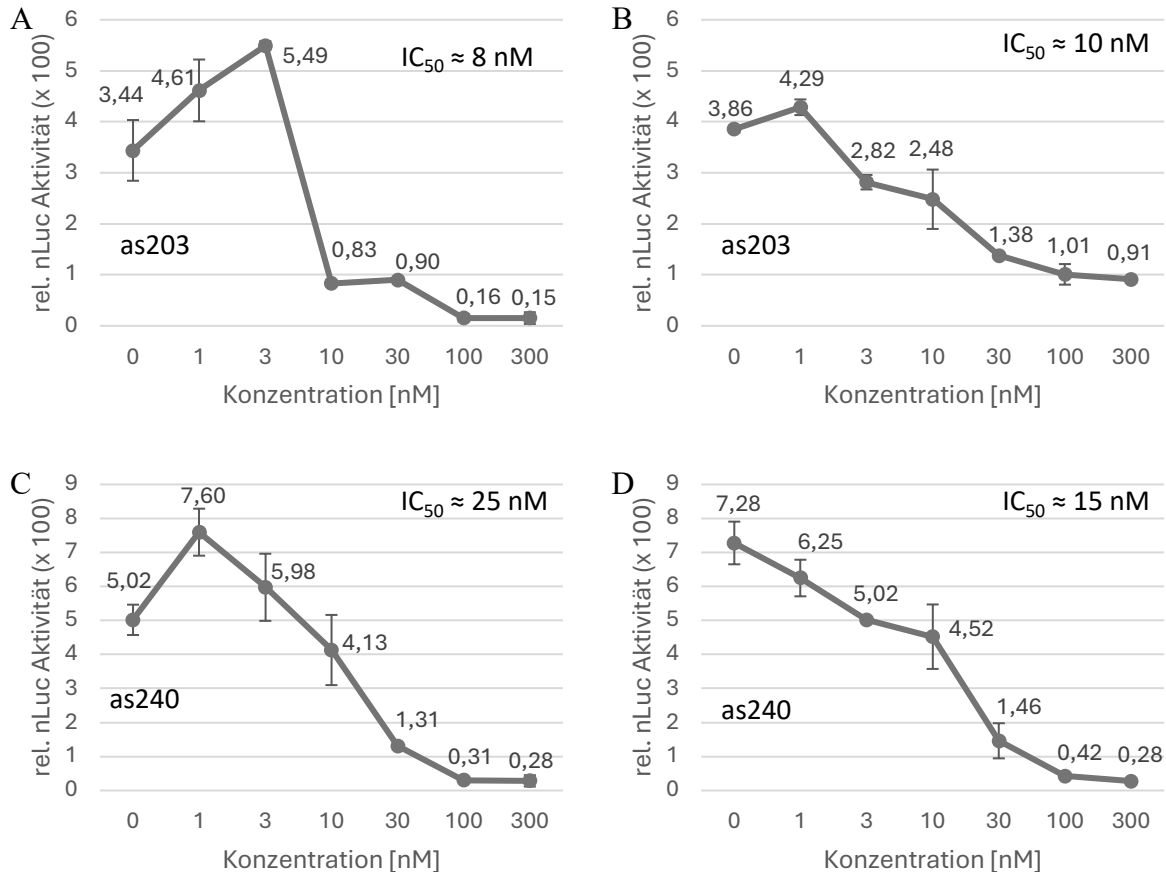 A
rel. nLuc Aktivität (x 100)
6
5
4
3
2
1
0
3,44
4,61
5,49
0,83
0,90
0,16
0,15
IC50 ≈ 8 nM
as203
0 1 3 10 30 100 300
Konzentration [nM]
B
rel. nLuc Aktivität (x 100)
6
5
4
3
2
1
0
3,86
4,29
2,82
2,48
1,38
1,01
0,91
IC50 ≈ 10 nM
as203
0 1 3 10 30 100 300
Konzentration [nM]
C
rel. nLuc Aktivität (x 100)
9
8
7
6
5
4
3
2
1
0
5,02
7,60
5,98
4,13
1,31
0,31
0,28
IC50 ≈ 25 nM
as240
0 1 3 10 30 100 300
Konzentration [nM]
D
rel. nLuc Aktivität (x 100)
9
8
7
6
5
4
3
2
1
0
7,28
6,25
5,02
4,52
1,46
0,42
0,28
IC50 ≈ 15 nM
as240
0 1 3 10 30 100 300
Konzentration [nM]